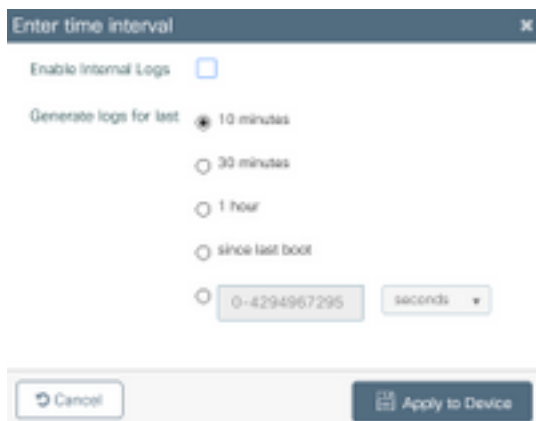 Enter time interval
Enable Internal Logs
Generate logs for last
10 minutes
30 minutes
1 hour
since last boot
0-4294967295 seconds
Cancel
Apply to Device